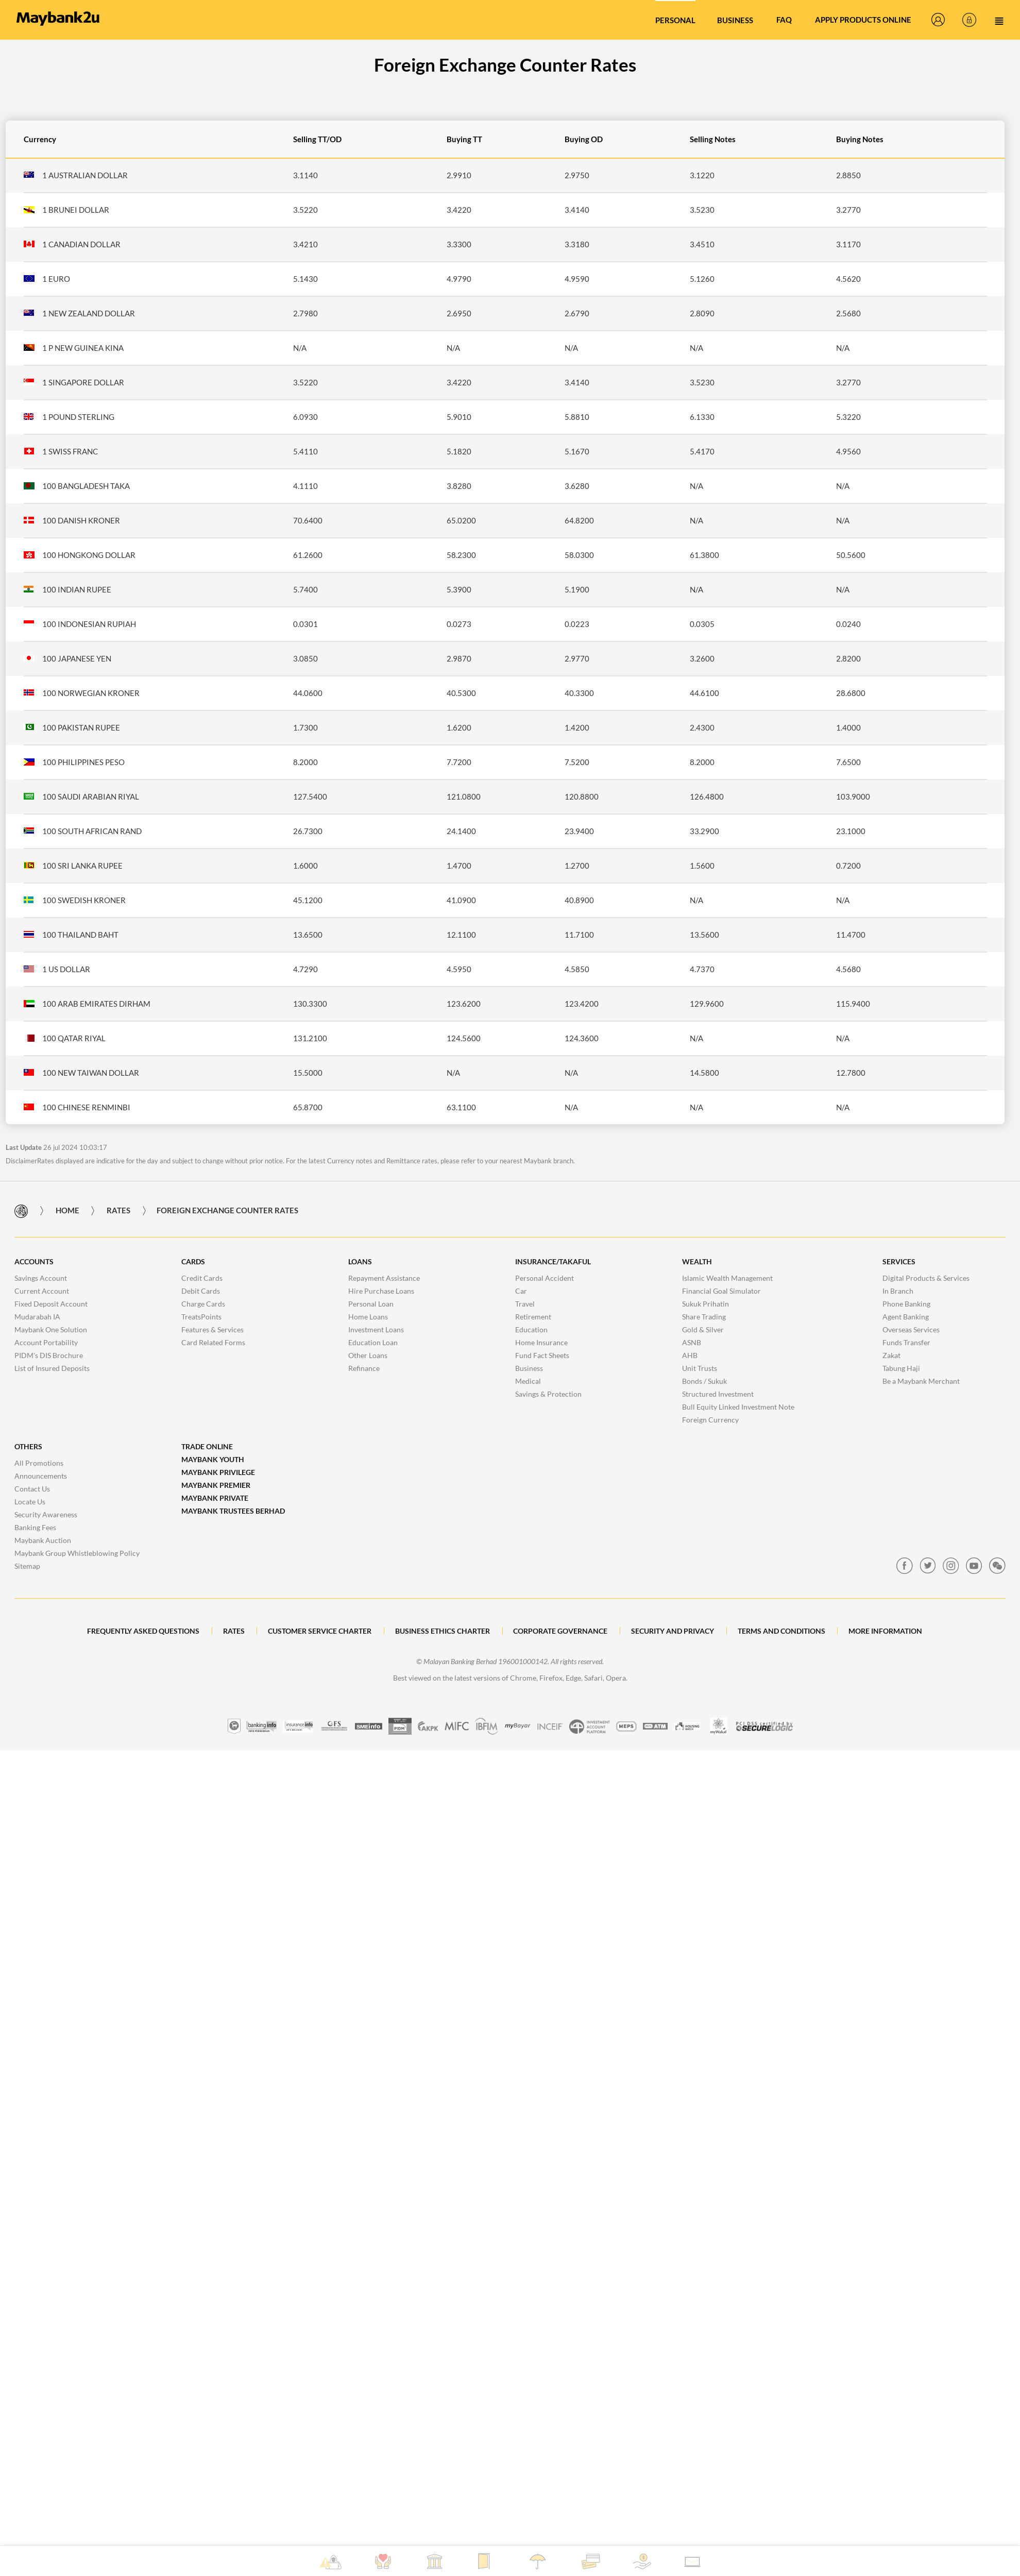 Maybank2u PERSONAL BUSINESS FAQ APPLY PRODUCTS ONLINE
Foreign Exchange Counter Rates
Currency Selling TT/OD Buying TT Buying OD Selling Notes Buying Notes
1 AUSTRALIAN DOLLAR 3.1140 2.9910 2.9750 3.1220 2.8850
1 BRUNEI DOLLAR 3.5220 3.4220 3.4140 3.5230 3.2770
1 CANADIAN DOLLAR 3.4210 3.3300 3.3180 3.4510 3.1170
1 EURO 5.1430 4.9790 4.9590 5.1260 4.5620
1 NEW ZEALAND DOLLAR 2.7980 2.6950 2.6790 2.8090 2.5680
1 P NEW GUINEA KINA N/A N/A N/A N/A N/A
1 SINGAPORE DOLLAR 3.5220 3.4220 3.4140 3.5230 3.2770
1 POUND STERLING 6.0930 5.9010 5.8810 6.1330 5.3220
1 SWISS FRANC 5.4110 5.1820 5.1670 5.4170 4.9560
100 BANGLADESH TAKA 4.1110 3.8280 3.6280 N/A N/A
100 DANISH KRONER 70.6400 65.0200 64.8200 N/A N/A
100 HONGKONG DOLLAR 61.2600 58.2300 58.0300 61.3800 50.5600
100 INDIAN RUPEE 5.7400 5.3900 5.1900 N/A N/A
100 INDONESIAN RUPIAH 0.0301 0.0273 0.0223 0.0305 0.0240
100 JAPANESE YEN 3.0850 2.9870 2.9770 3.2600 2.8200
100 NORWEGIAN KRONER 44.0600 40.5300 40.3300 44.6100 28.6800
100 PAKISTAN RUPEE 1.7300 1.6200 1.4200 2.4300 1.4000
100 PHILIPPINES PESO 8.2000 7.7200 7.5200 8.2000 7.6500
100 SAUDI ARABIAN RIYAL 127.5400 121.0800 120.8800 126.4800 103.9000
100 SOUTH AFRICAN RAND 26.7300 24.1400 23.9400 33.2900 23.1000
100 SRI LANKA RUPEE 1.6000 1.4700 1.2700 1.5600 0.7200
100 SWEDISH KRONER 45.1200 41.0900 40.8900 N/A N/A
100 THAILAND BAHT 13.6500 12.1100 11.7100 13.5600 11.4700
1 US DOLLAR 4.7290 4.5950 4.5850 4.7370 4.5680
100 ARAB EMIRATES DIRHAM 130.3300 123.6200 123.4200 129.9600 115.9400
100 QATAR RIYAL 131.2100 124.5600 124.3600 N/A N/A
100 NEW TAIWAN DOLLAR 15.5000 N/A N/A 14.5800 12.7800
100 CHINESE RENMINBI 65.8700 63.1100 N/A N/A N/A
Last Update 26 jul 2024 10:03:17
DisclaimerRates displayed are indicative for the day and subject to change without prior notice. For the latest Currency notes and Remittance rates, please refer to your nearest Maybank branch.
HOME RATES FOREIGN EXCHANGE COUNTER RATES
ACCOUNTS
Savings Account
Current Account
Fixed Deposit Account
Mudarabah IA
Maybank One Solution
Account Portability
PIDM's DIS Brochure
List of Insured Deposits
CARDS
Credit Cards
Debit Cards
Charge Cards
TreatsPoints
Features & Services
Card Related Forms
LOANS
Repayment Assistance
Hire Purchase Loans
Personal Loan
Home Loans
Investment Loans
Education Loan
Other Loans
Refinance
INSURANCE/TAKAFUL
Personal Accident
Car
Travel
Retirement
Education
Home Insurance
Fund Fact Sheets
Business
Medical
Savings & Protection
WEALTH
Islamic Wealth Management
Financial Goal Simulator
Sukuk Prihatin
Share Trading
Gold & Silver
ASNB
AHB
Unit Trusts
Bonds / Sukuk
Structured Investment
Bull Equity Linked Investment Note
Foreign Currency
SERVICES
Digital Products & Services
In Branch
Phone Banking
Agent Banking
Overseas Services
Funds Transfer
Zakat
Tabung Haji
Be a Maybank Merchant
OTHERS
All Promotions
Announcements
Contact Us
Locate Us
Security Awareness
Banking Fees
Maybank Auction
Maybank Group Whistleblowing Policy
Sitemap
TRADE ONLINE
MAYBANK YOUTH
MAYBANK PRIVILEGE
MAYBANK PREMIER
MAYBANK PRIVATE
MAYBANK TRUSTEES BERHAD
FREQUENTLY ASKED QUESTIONS RATES CUSTOMER SERVICE CHARTER BUSINESS ETHICS CHARTER CORPORATE GOVERNANCE SECURITY AND PRIVACY TERMS AND CONDITIONS MORE INFORMATION
© Malayan Banking Berhad 196001000142. All rights reserved.
Best viewed on the latest versions of Chrome, Firefox, Edge, Safari, Opera.
bankinginfo insuranceinfo OFS SMEinfo AKPK MIFC IBFIM myBayar INCEIF INVESTMENT ACCOUNT PLATFORM MEPS ATM SECURELOGIC